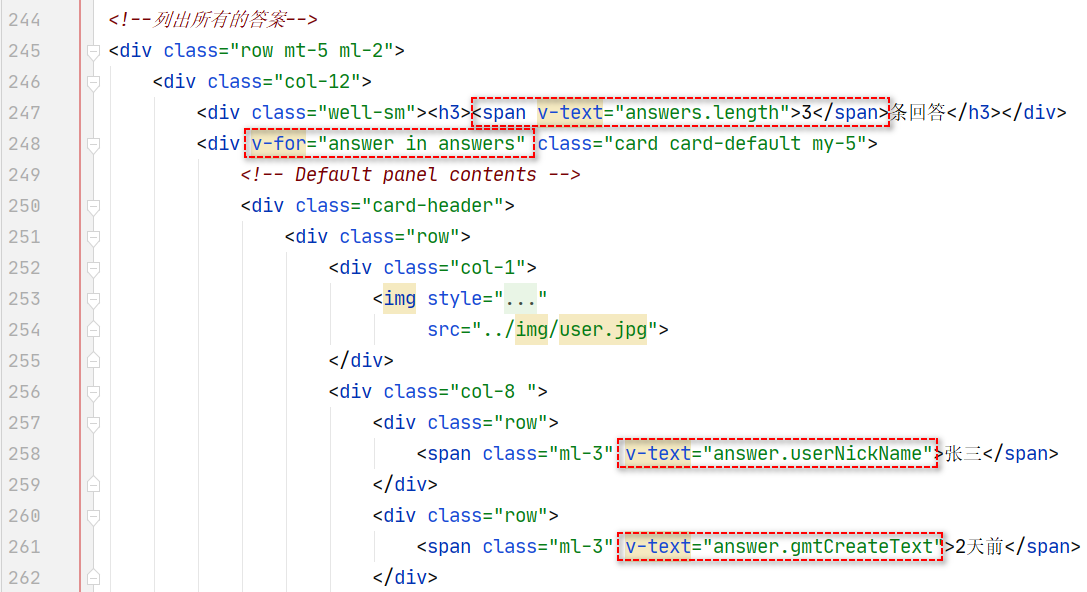 244 <!--列出所有的答案-->
245 <div class="row mt-5 ml-2">
246 <div class="col-12">
247 <div class="well-sm"><h3><span v-text="answers.length">3</span>条回答</h3></div>
248 <div v-for="answer in answers" class="card card-default my-5">
249 <!-- Default panel contents -->
250 <div class="card-header">
251 <div class="row">
252 <div class="col-1">
253 <img style="..."
254 src="../img/user.jpg">
255 </div>
256 <div class="col-8 ">
257 <div class="row">
258 <span class="ml-3" v-text="answer.userNickName">张三</span>
259 </div>
260 <div class="row">
261 <span class="ml-3" v-text="answer.gmtCreateText">2天前</span>
262 </div>